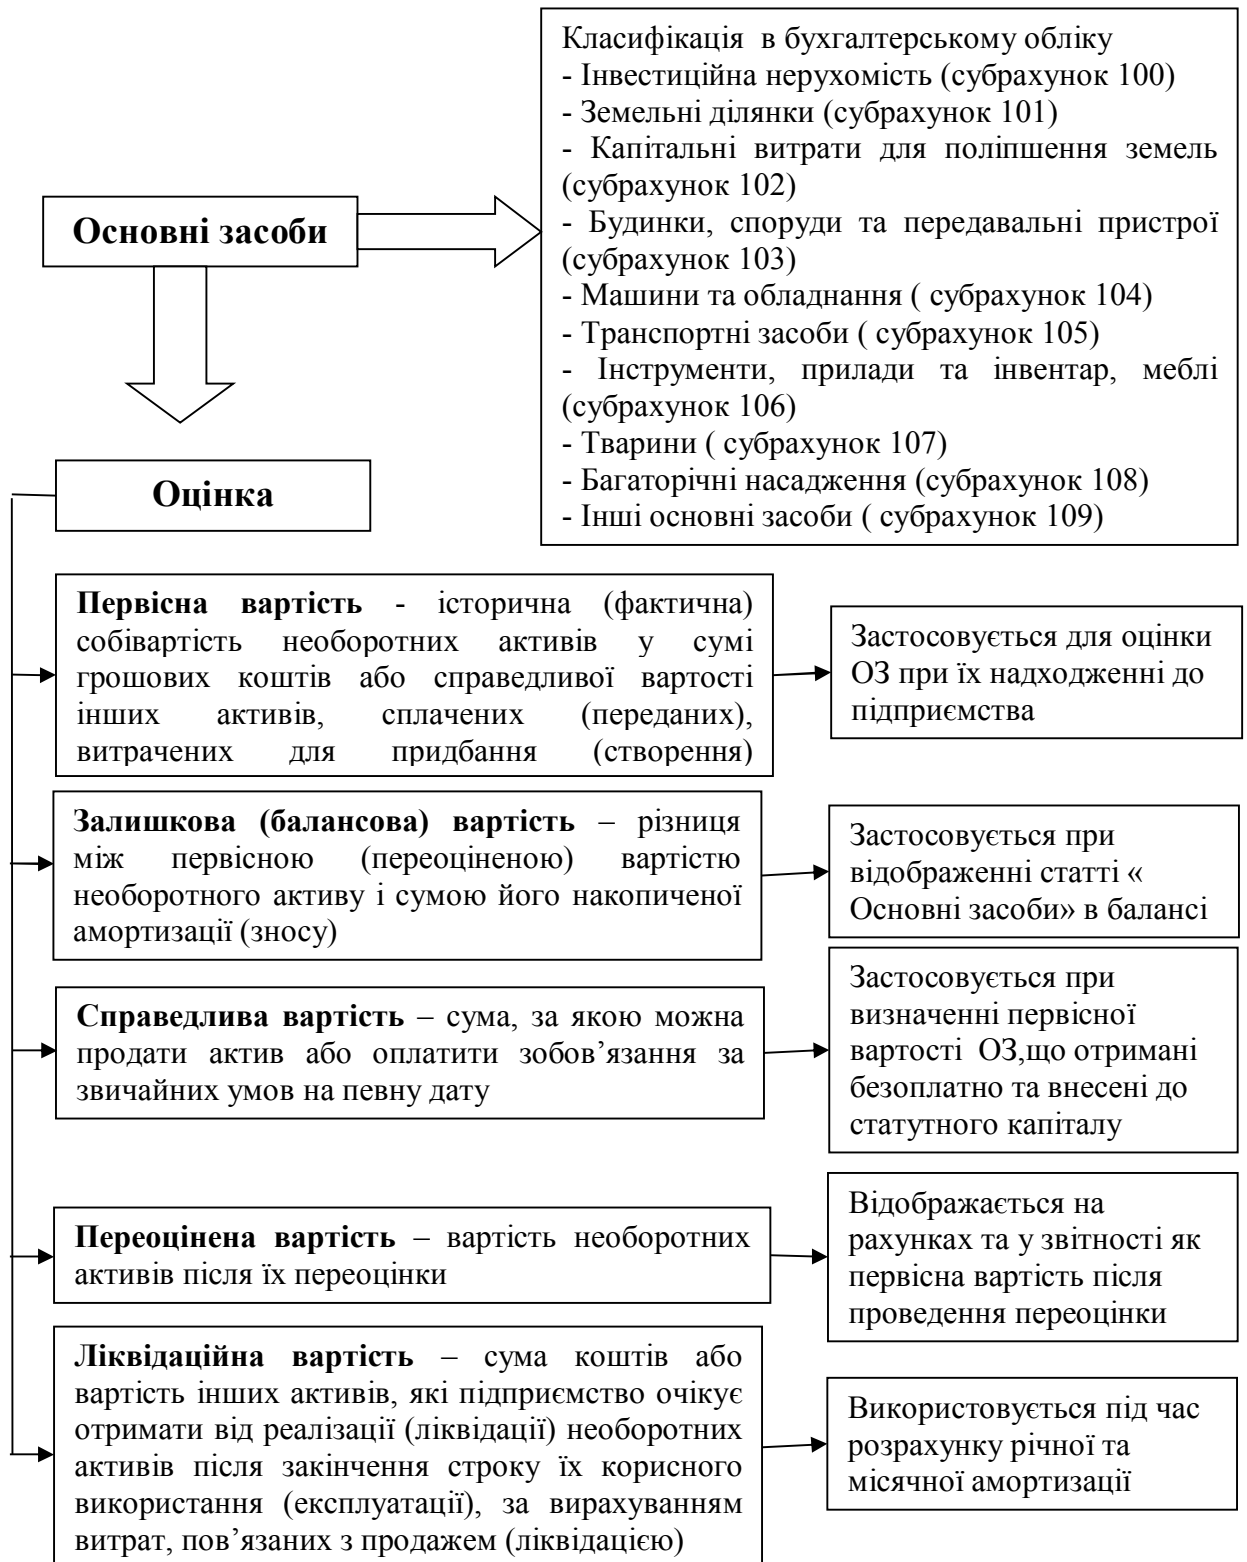 Класифікація в бухгалтерському обліку
- Інвестиційна нерухомість (субрахунок 100)
- Земельні ділянки (субрахунок 101)
- Капітальні витрати для поліпшення земель
(субрахунок 102)
- Будинки, споруди та передавальні пристрої
(субрахунок 103)
- Машини та обладнання ( субрахунок 104)
- Транспортні засоби ( субрахунок 105)
- Інструменти, прилади та інвентар, меблі
(субрахунок 106)
- Тварини ( субрахунок 107)
- Багаторічні насадження (субрахунок 108)
- Інші основні засоби ( субрахунок 109)
Основні засоби
Оцінка
Первісна вартість - історична (фактична)
собівартість необоротних активів у сумі
грошових коштів або справедливої вартості
інших активів, сплачених (переданих),
витрачених для придбання (створення)
Застосовується для оцінки
ОЗ при їх надходженні до
підприємства
Залишкова (балансова) вартість – різниця
між первісною (переоціненою) вартістю
необоротного активу і сумою його накопиченої
амортизації (зносу)
Застосовується при
відображенні статті «
Основні засоби» в балансі
Справедлива вартість – сума, за якою можна
продати актив або оплатити зобов’язання за
звичайних умов на певну дату
Застосовується при
визначенні первісної
вартості ОЗ,що отримані
безоплатно та внесені до
статутного капіталу
Переоцінена вартість – вартість необоротних
активів після їх переоцінки
Відображається на
рахунках та у звітності як
первісна вартість після
проведення переоцінки
Ліквідаційна вартість – сума коштів або
вартість інших активів, які підприємство очікує
отримати від реалізації (ліквідації) необоротних
активів після закінчення строку їх корисного
використання (експлуатації), за вирахуванням
витрат, пов’язаних з продажем (ліквідацією)
Використовується під час
розрахунку річної та
місячної амортизації